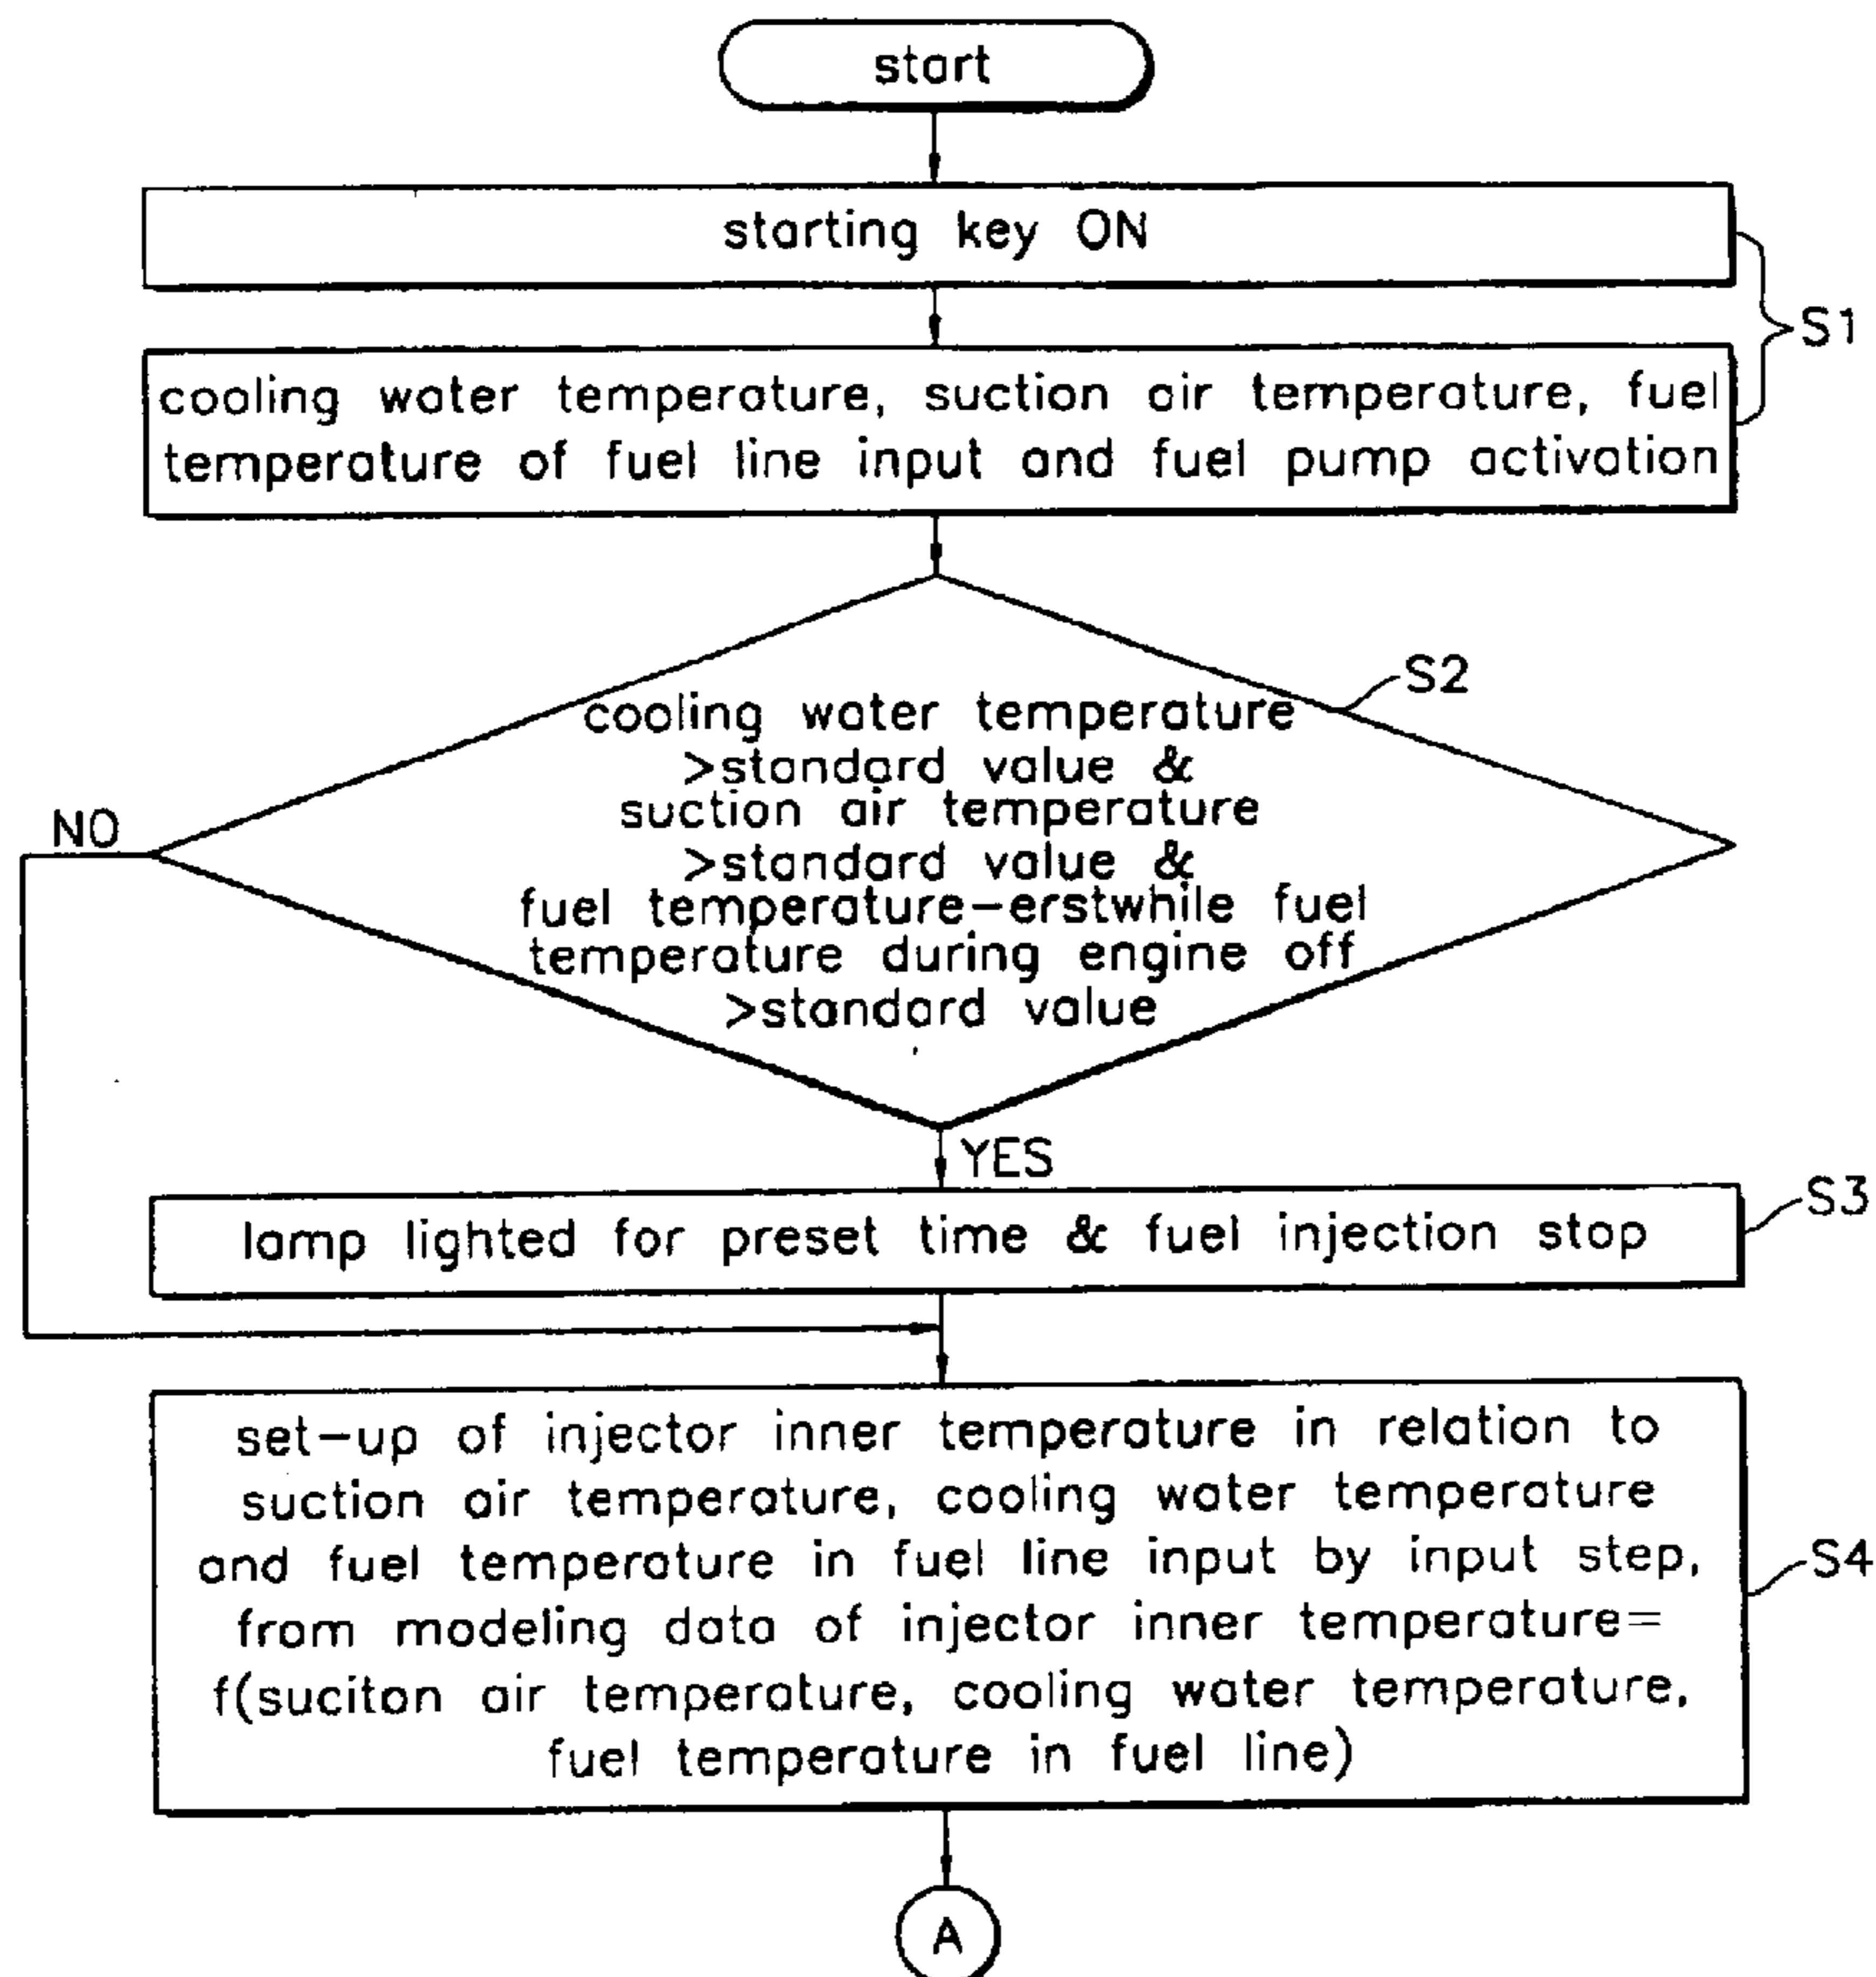 start
starting key ON
S1
cooling water temperature, suction air temperature, fuel
temperature of fuel line input and fuel pump activation
S2
cooling water temperature
>standard value &
suction air temperature
>standard value &
fuel temperature-erstwhile fuel
temperature during engine off
>standard value
NO
YES
S3
lamp lighted for preset time & fuel injection stop
set-up of injector inner temperature in relation to
suction air temperature, cooling water temperature
and fuel temperature in fuel line input by input step,
from modeling data of injector inner temperature=
f(suciton air temperature, cooling water temperature,
fuel temperature in fuel line)
S4
A